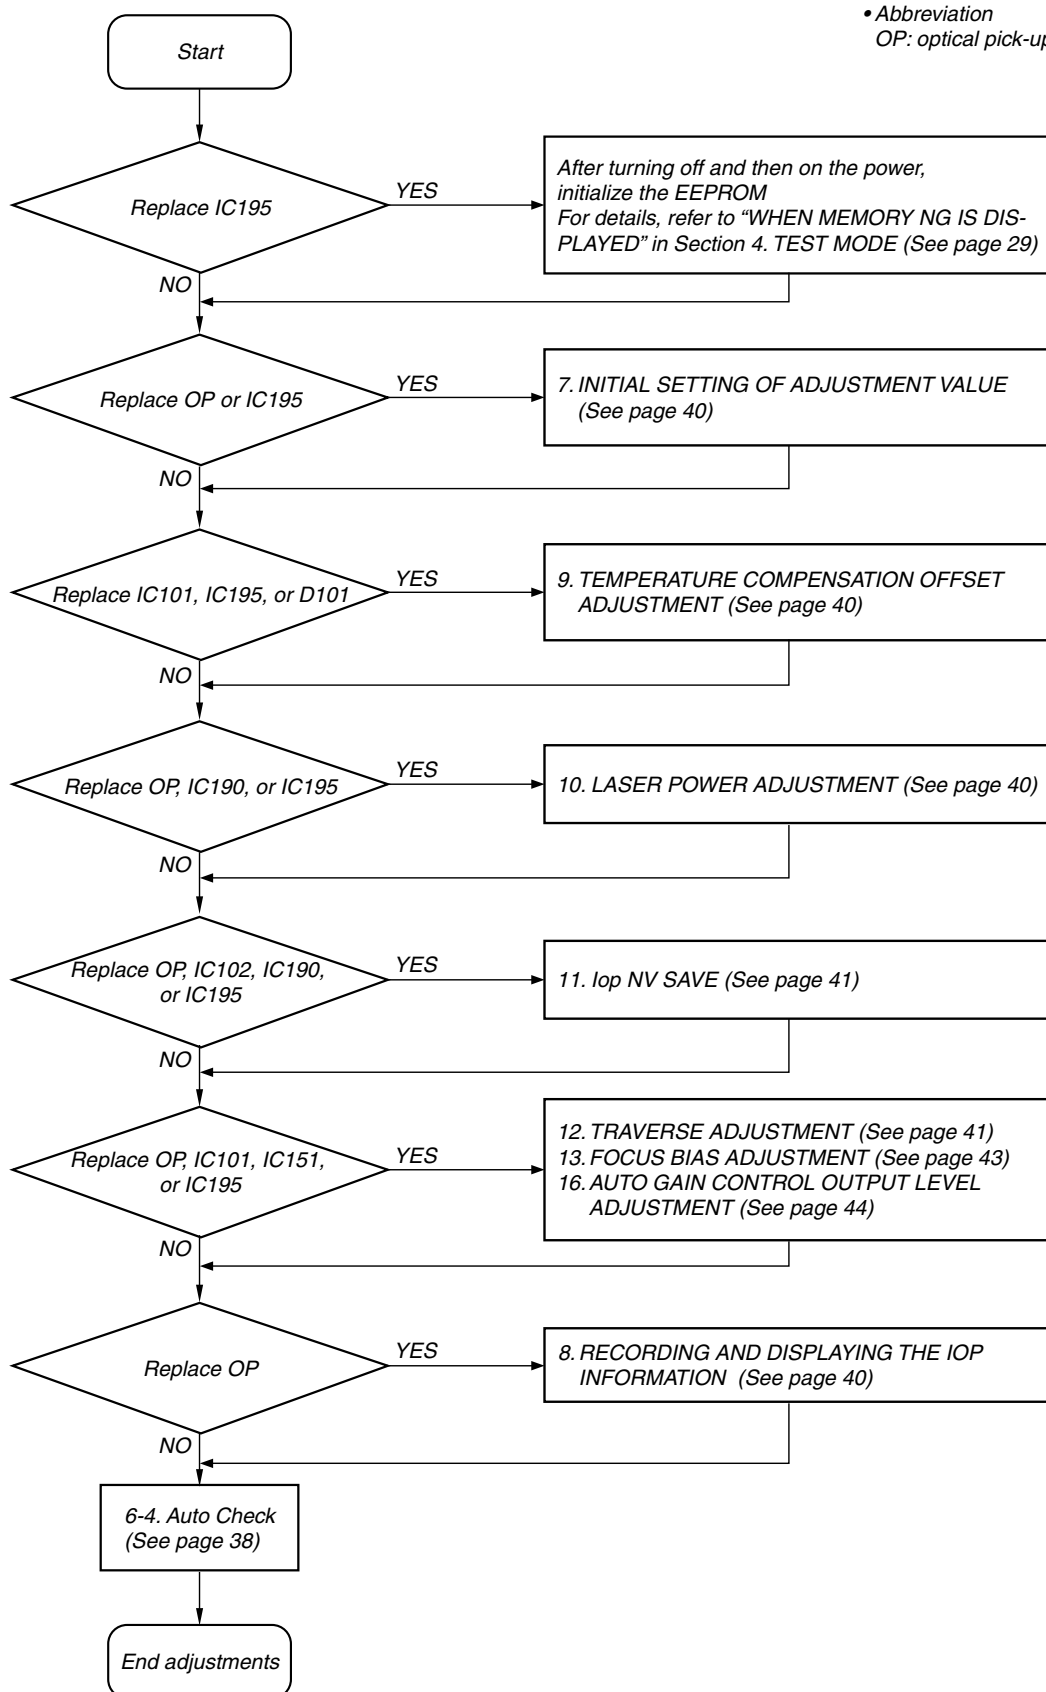 • Abbreviation
OP: optical pick-up
Start
Replace IC195
YES
After turning off and then on the power,
initialize the EEPROM
For details, refer to “WHEN MEMORY NG IS DIS-
PLAYED” in Section 4. TEST MODE (See page 29)
NO
Replace OP or IC195
YES
7. INITIAL SETTING OF ADJUSTMENT VALUE
(See page 40)
NO
Replace IC101, IC195, or D101
YES
9. TEMPERATURE COMPENSATION OFFSET
ADJUSTMENT (See page 40)
NO
Replace OP, IC190, or IC195
YES
10. LASER POWER ADJUSTMENT (See page 40)
NO
Replace OP, IC102, IC190,
or IC195
YES
11. Iop NV SAVE (See page 41)
NO
Replace OP, IC101, IC151,
or IC195
YES
12. TRAVERSE ADJUSTMENT (See page 41)
13. FOCUS BIAS ADJUSTMENT (See page 43)
16. AUTO GAIN CONTROL OUTPUT LEVEL
ADJUSTMENT (See page 44)
NO
Replace OP
YES
8. RECORDING AND DISPLAYING THE IOP
INFORMATION (See page 40)
NO
6-4. Auto Check
(See page 38)
End adjustments